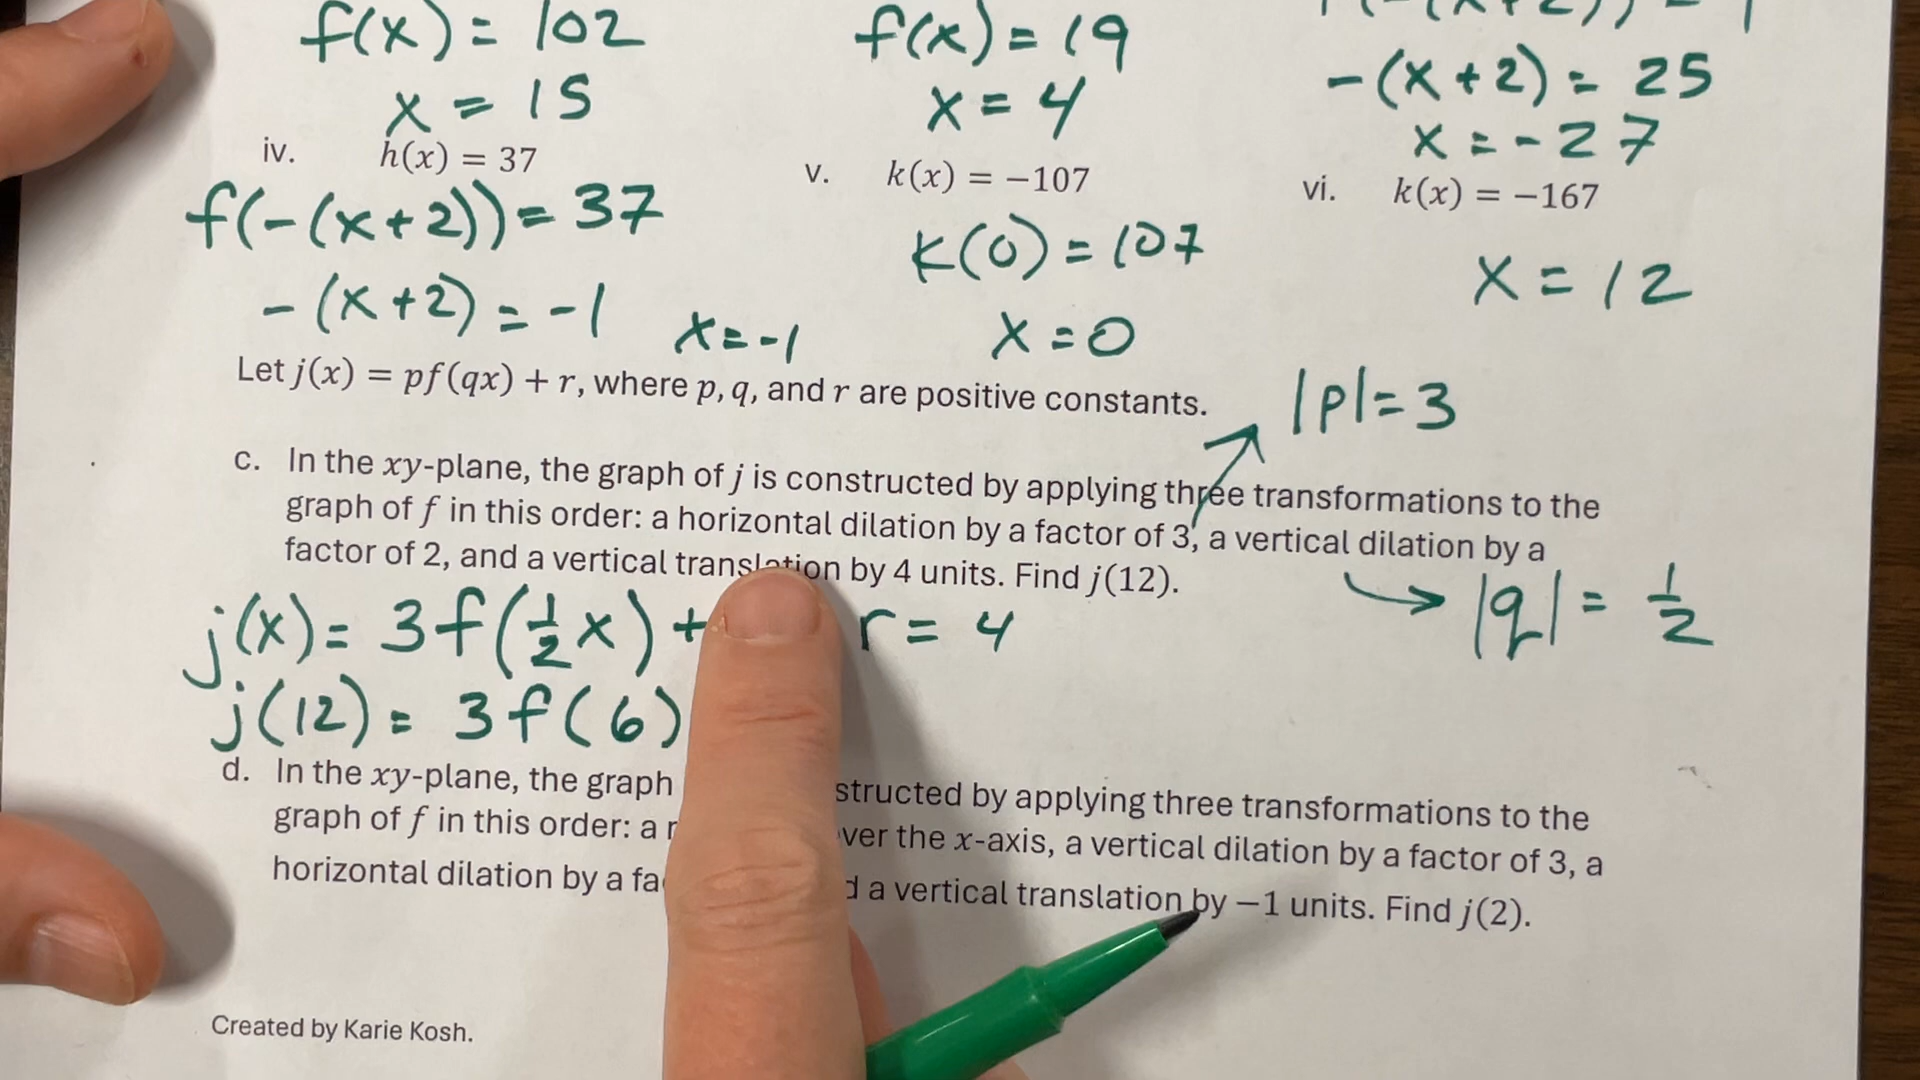 f(x) = 102
f(x) = 19
x = 15
x = 4
-(x+2) = 25
x = -27
iv. h(x) = 37
v. k(x) = −107
vi. k(x) = −167
f(-(x+2)) = 37
k(0) = 107
x = 12
-(x+2) = -1 x = -1
x = 0
Let j(x) = pf(qx) + r, where p, q, and r are positive constants.
|p| = 3
c. In the xy-plane, the graph of j is constructed by applying three transformations to the
graph of f in this order: a horizontal dilation by a factor of 3, a vertical dilation by a
factor of 2, and a vertical translation by 4 units. Find j(12).
|q| = 1/2
j(x) = 3f(1/2 x) + r = 4
j(12) = 3f(6)
d. In the xy-plane, the graph structed by applying three transformations to the
graph of f in this order: a ver the x-axis, a vertical dilation by a factor of 3, a
horizontal dilation by a d a vertical translation by −1 units. Find j(2).
Created by Karie Kosh.